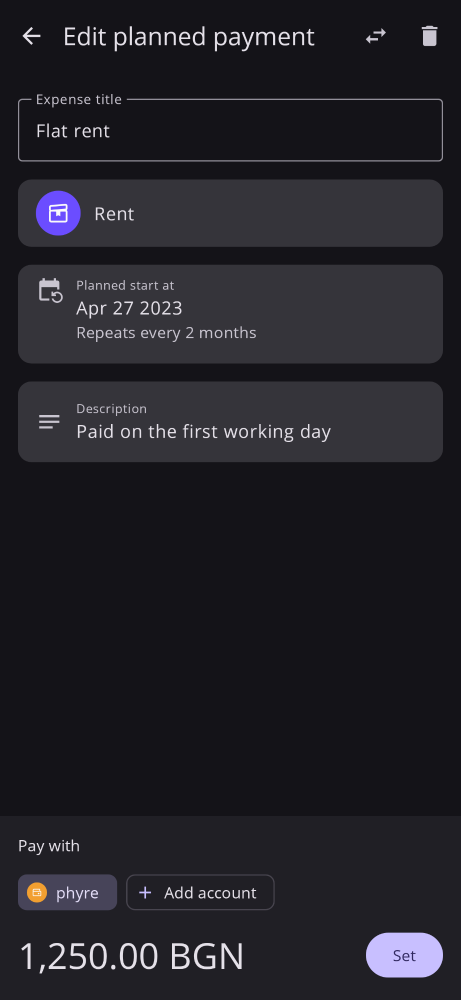 Edit planned payment
Expense title
Flat rent
Rent
Planned start at
Apr 27 2023
Repeats every 2 months
Description
Paid on the first working day
Pay with
phyre
Add account
1,250.00 BGN
Set